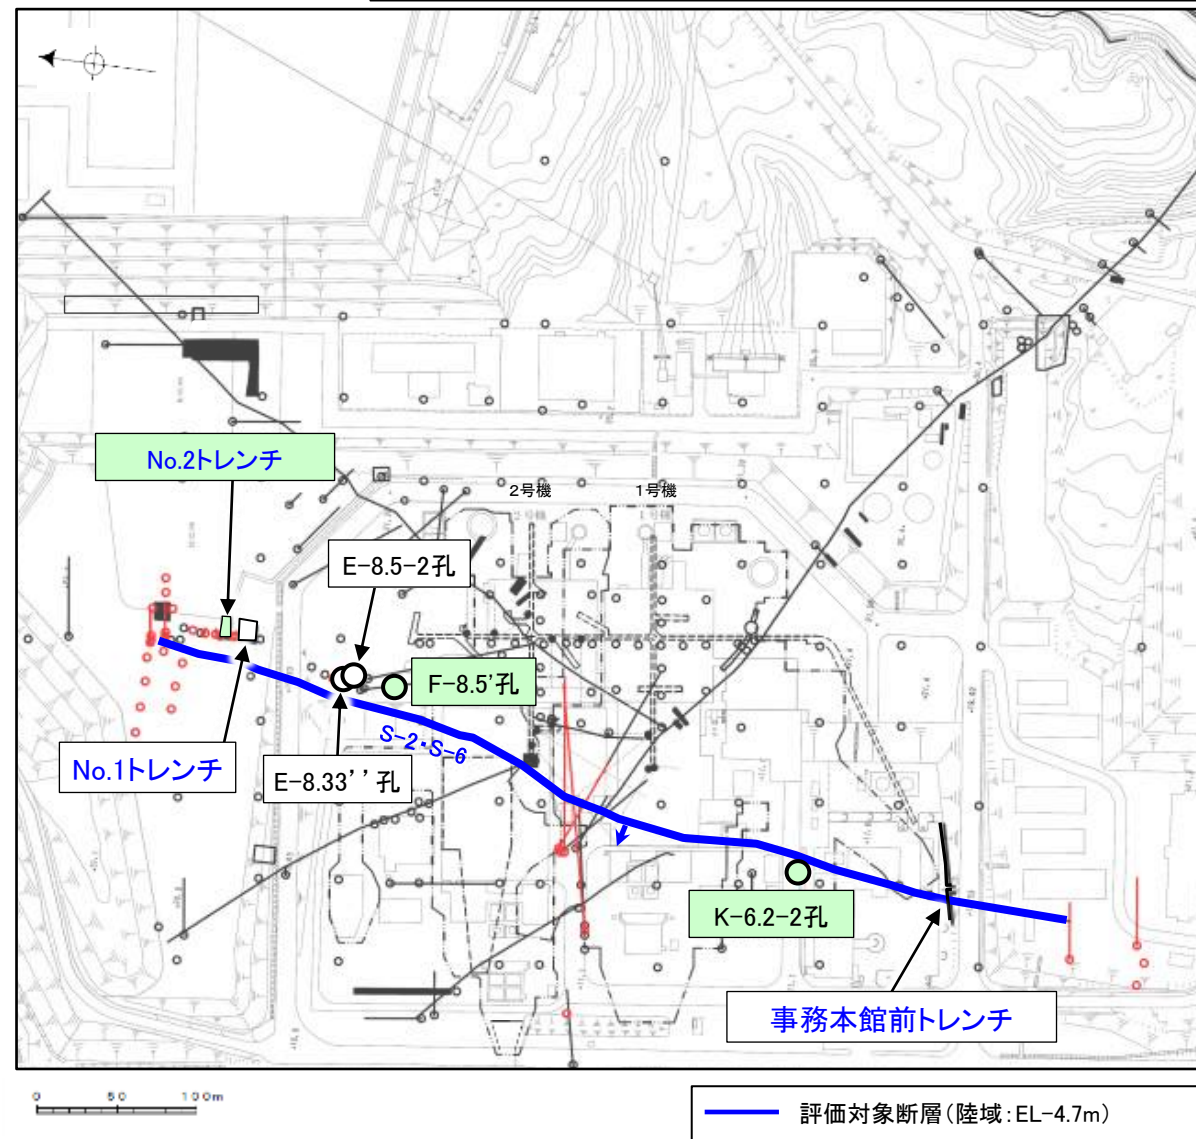 2号機
1号機
No.2トレンチ
E-8.5-2孔
F-8.5'孔
No.1トレンチ
S-2・S-6
E-8.33''孔
K-6.2-2孔
事務本館前トレンチ
0 50 100m
評価対象断層(陸域:EL-4.7m)